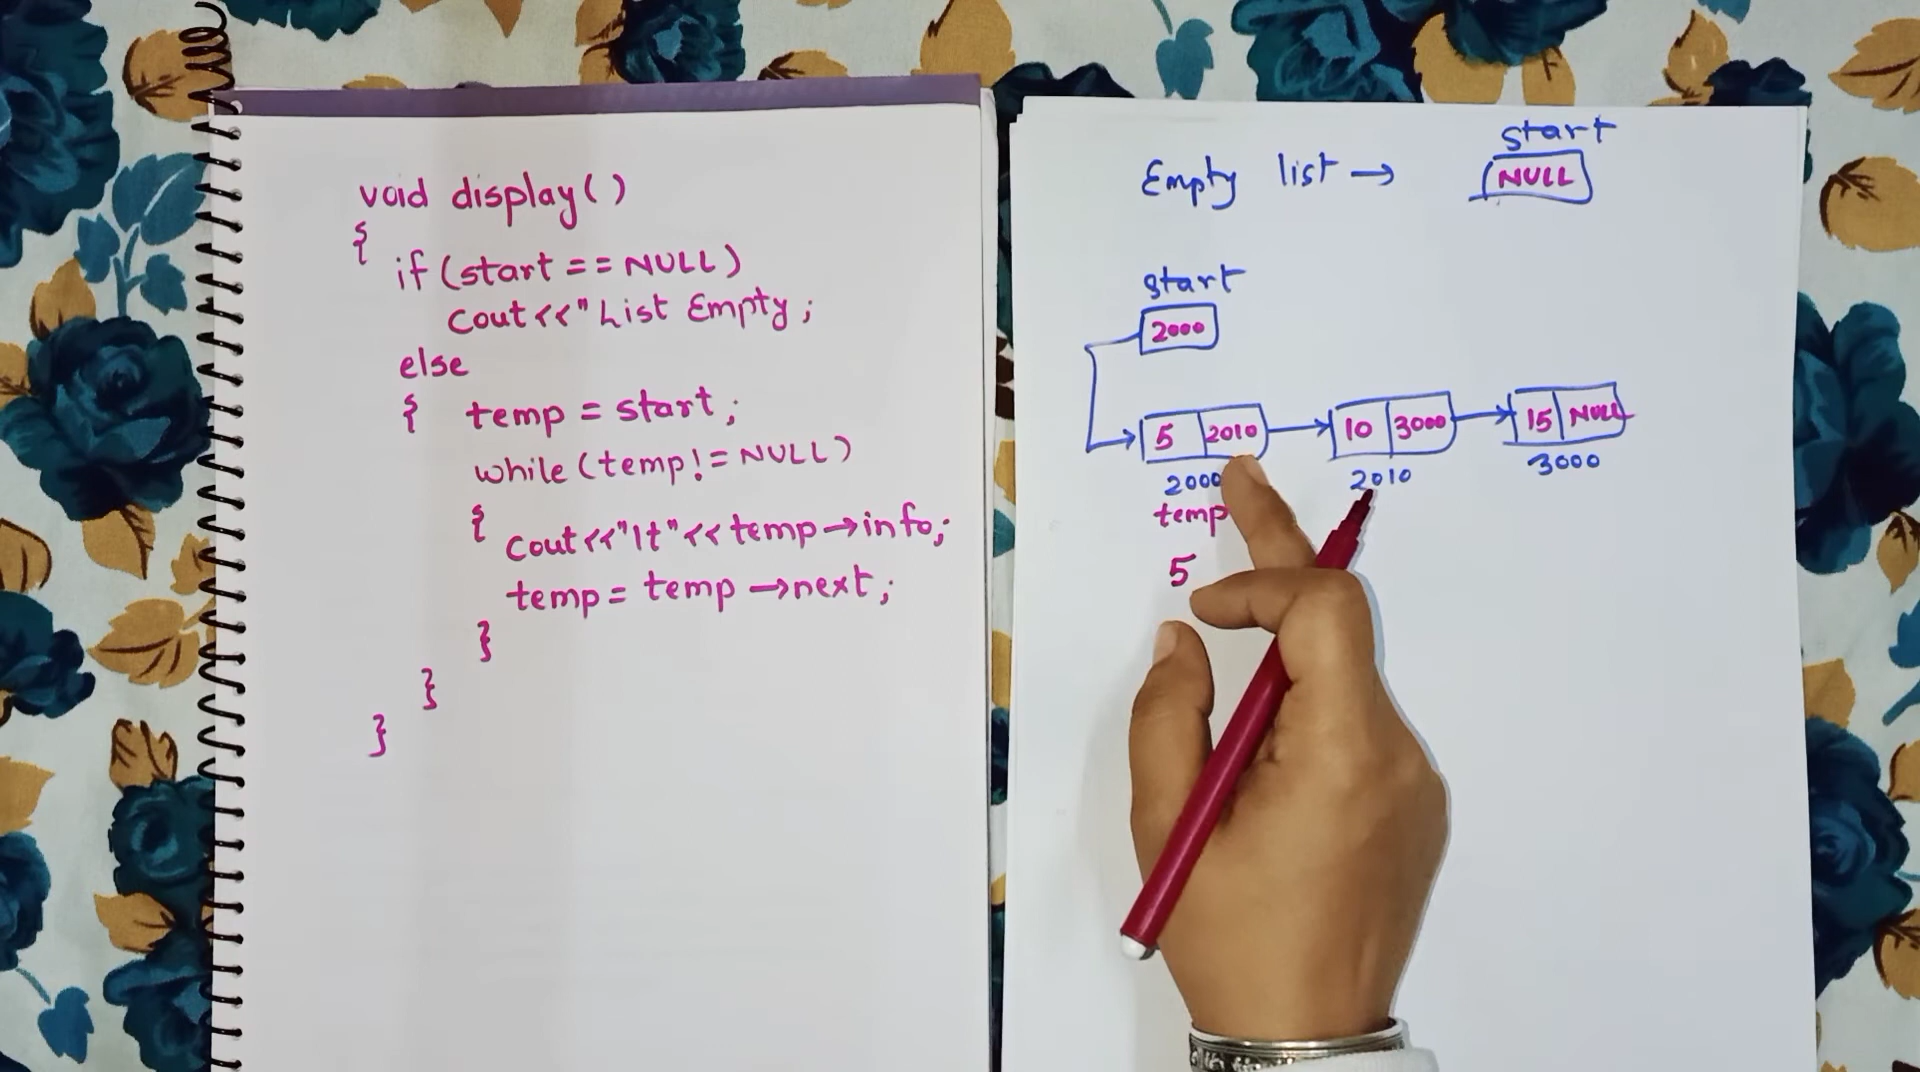 void display()
{
if (start == NULL)
cout<<"List Empty;
else
{ temp = start;
while (temp != NULL)
{
cout<<"\t"<<temp→info;
temp = temp→next;
}
}
}
Empty list →
start
NULL
start
2000
5 2010
10 3000
15 NULL
2000
2010
3000
temp
5